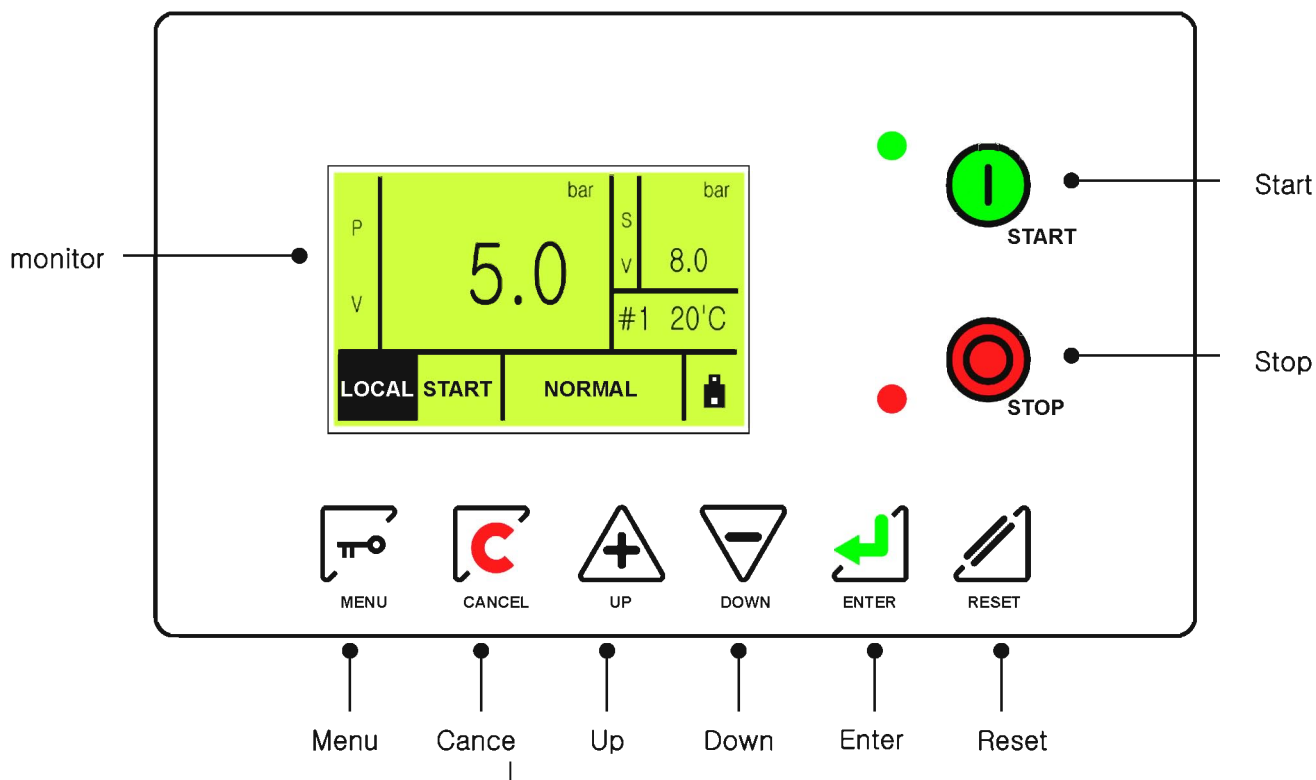 bar
bar
P
S
START
Start
monitor
5.0
V
8.0
V
#1 20'C
Stop
LOCAL START NORMAL
STOP
MENU CANCEL UP DOWN ENTER RESET
Menu Cance Up Down Enter Reset
l